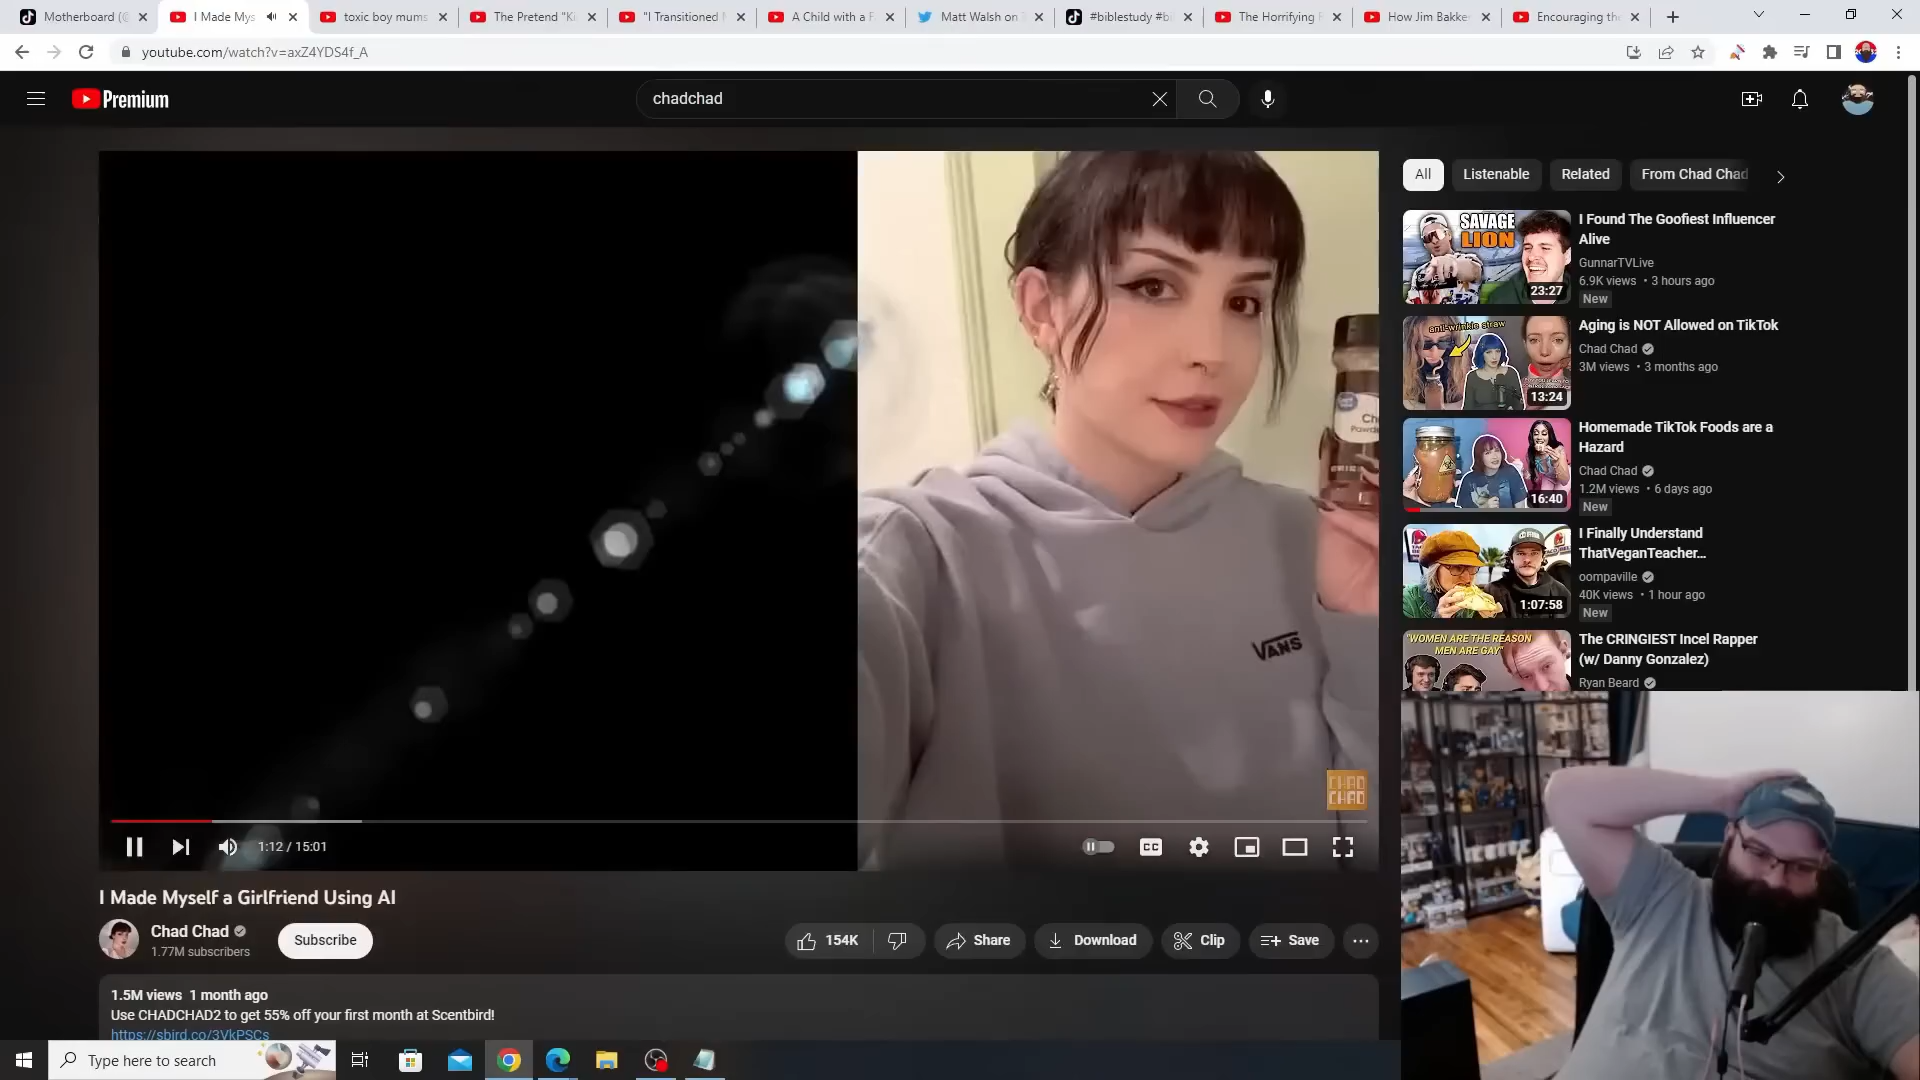 Motherboard (@
I Made Mys
toxic boy mums
The Pretend "Ki
"I Transitioned
A Child with a F
Matt Walsh on
#biblestudy #bi
The Horrifying
How Jim Bakke
Encouraging the
youtube.com/watch?v=axZ4YDS4f_A
Premium
chadchad
All
Listenable
Related
From Chad Chad
SAVAGE
LION
23:27
I Found The Goofiest Influencer
Alive
GunnarTVLive
6.9K views • 3 hours ago
New
anti-wrinkle straw
13:24
Aging is NOT Allowed on TikTok
Chad Chad
3M views • 3 months ago
16:40
Homemade TikTok Foods are a
Hazard
Chad Chad
1.2M views • 6 days ago
New
1:07:58
I Finally Understand
ThatVeganTeacher...
oompaville
40K views • 1 hour ago
New
"WOMEN ARE THE REASON
MEN ARE GAY"
The CRINGIEST Incel Rapper
(w/ Danny Gonzalez)
Ryan Beard
VANS
CHAD
CHAD
1:12 / 15:01
CC
I Made Myself a Girlfriend Using AI
Chad Chad
1.77M subscribers
Subscribe
154K
Share
Download
Clip
Save
1.5M views 1 month ago
Use CHADCHAD2 to get 55% off your first month at Scentbird!
https://sbird.co/3VkPSCs
Type here to search